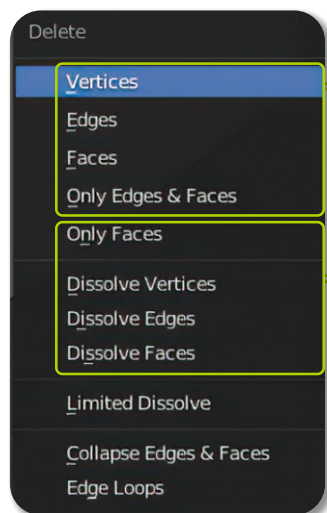 Delete
Vertices
Edges
Faces
Only Edges & Faces
Only Faces
Dissolve Vertices
Dissolve Edges
Dissolve Faces
Limited Dissolve
Collapse Edges & Faces
Edge Loops